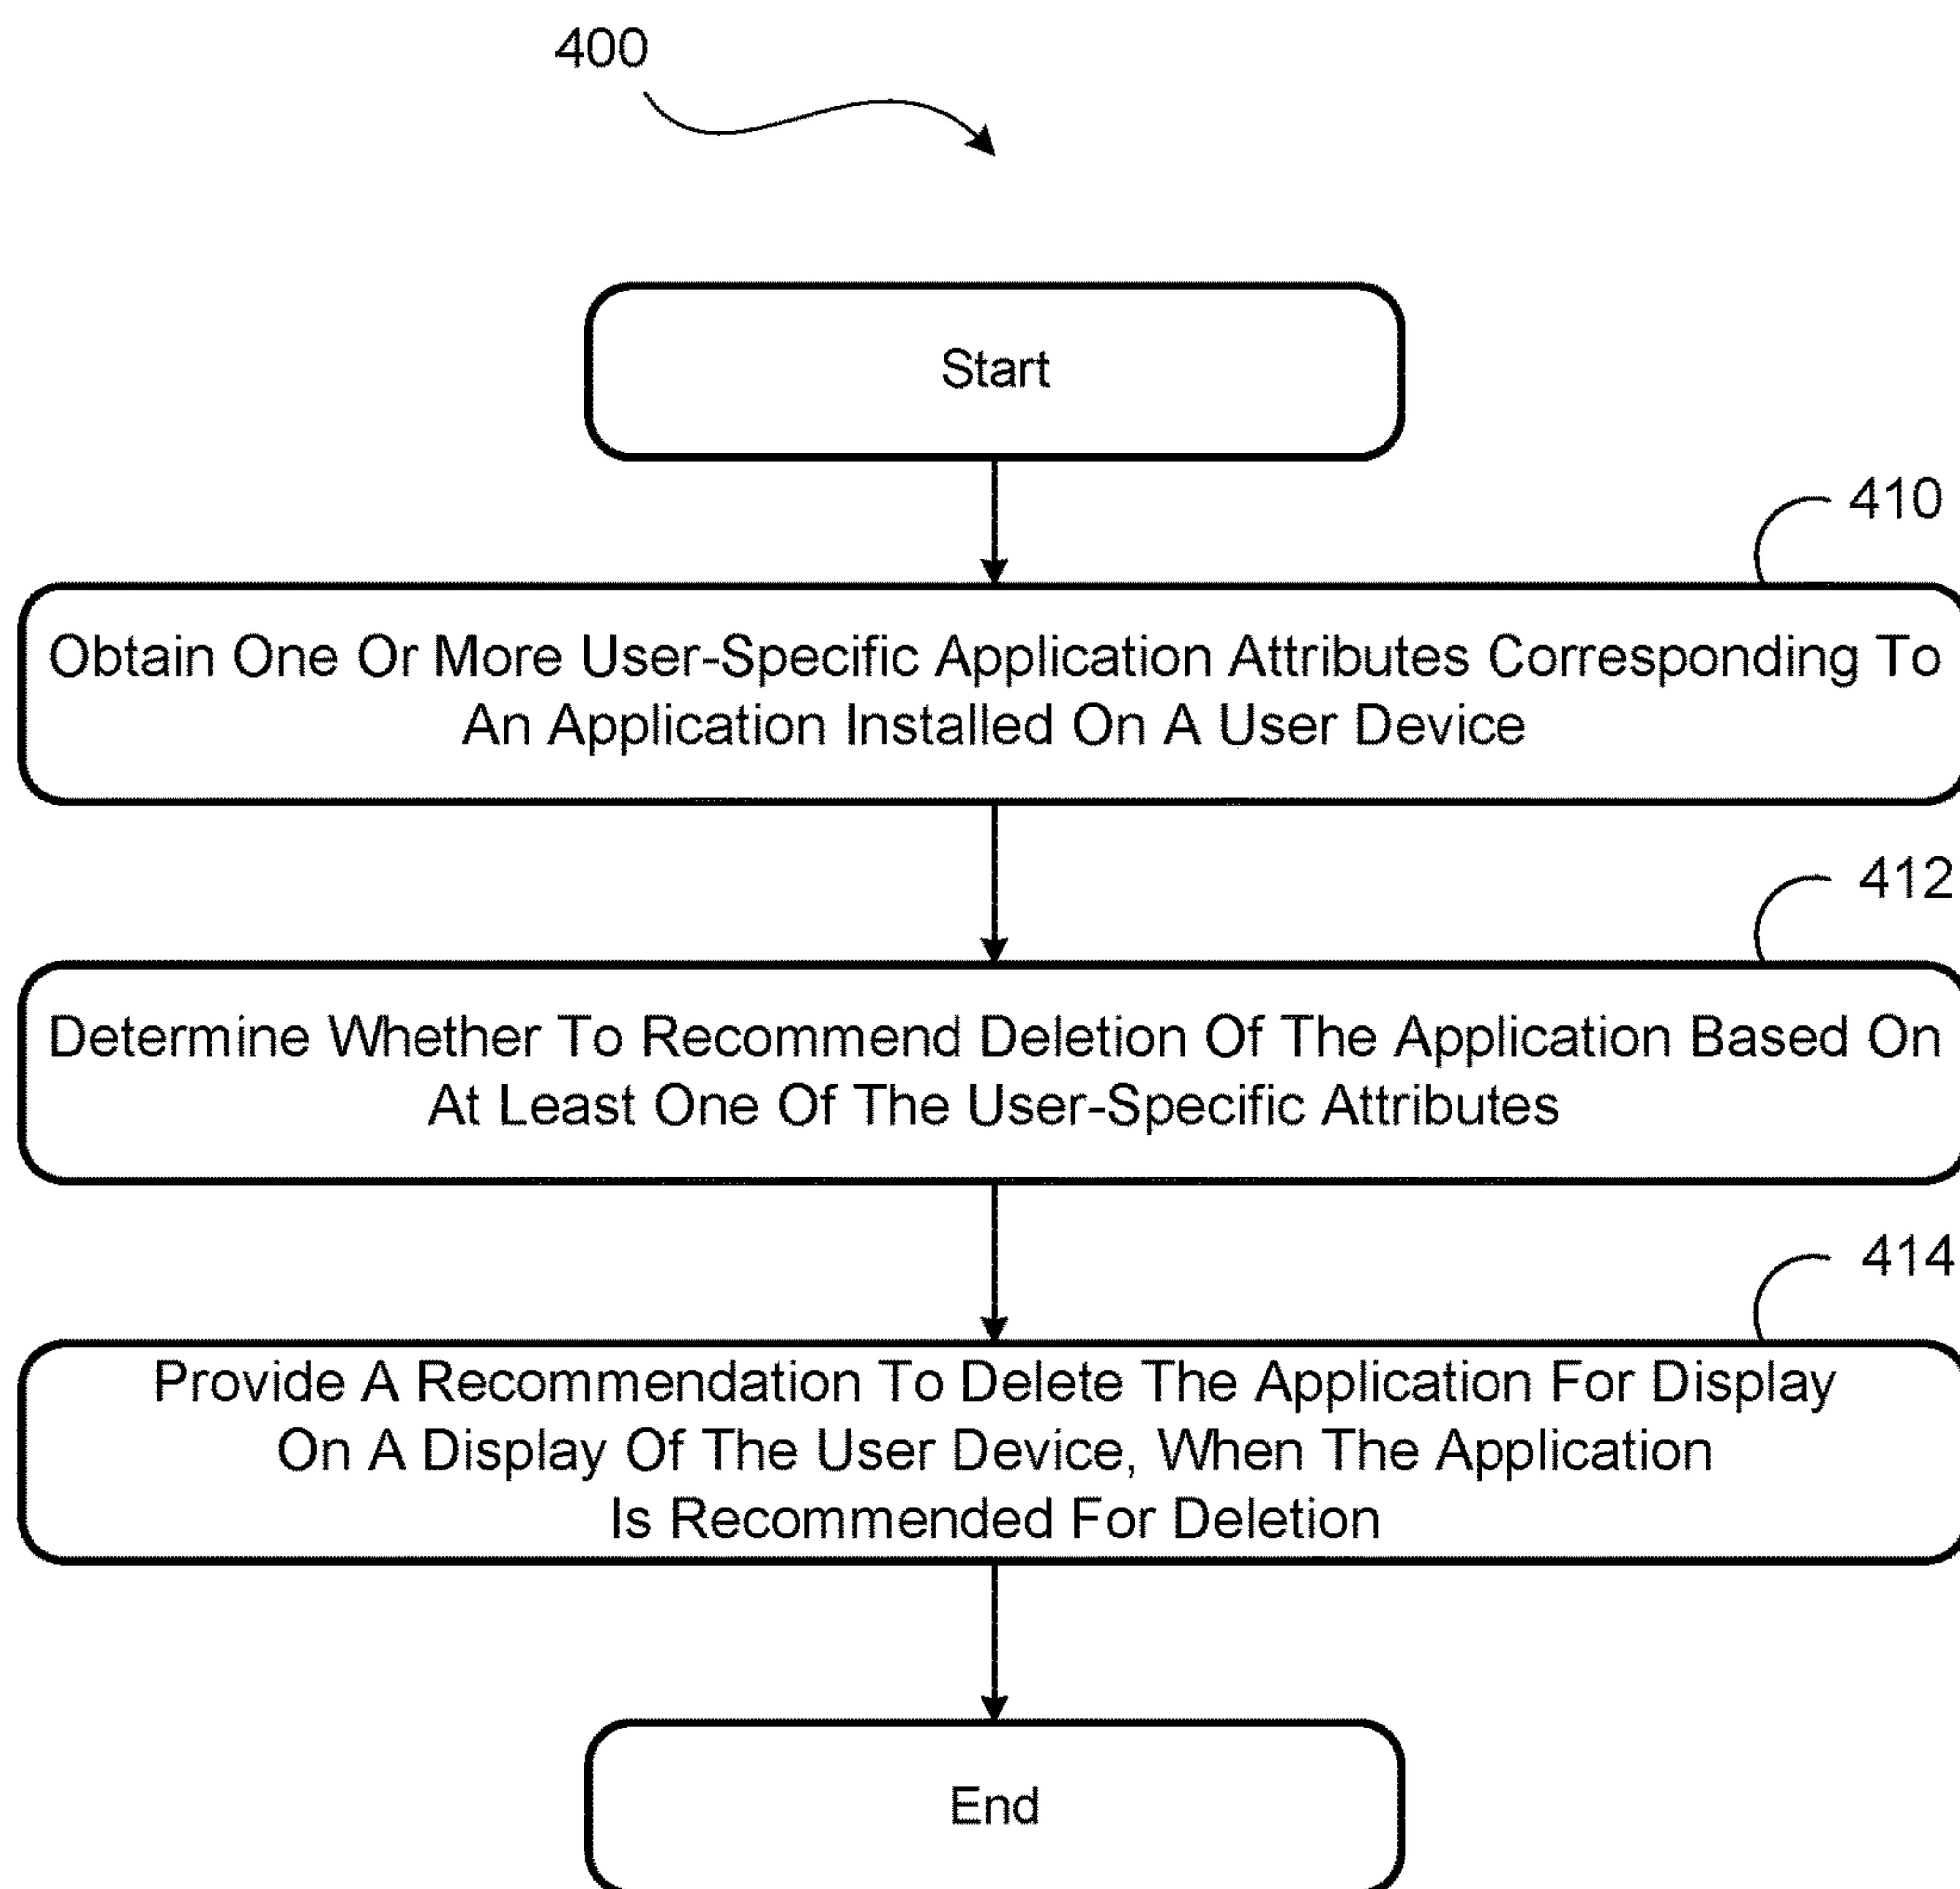 400
Start
410
Obtain One Or More User-Specific Application Attributes Corresponding To
An Application Installed On A User Device
412
Determine Whether To Recommend Deletion Of The Application Based On
At Least One Of The User-Specific Attributes
414
Provide A Recommendation To Delete The Application For Display
On A Display Of The User Device, When The Application
Is Recommended For Deletion
End